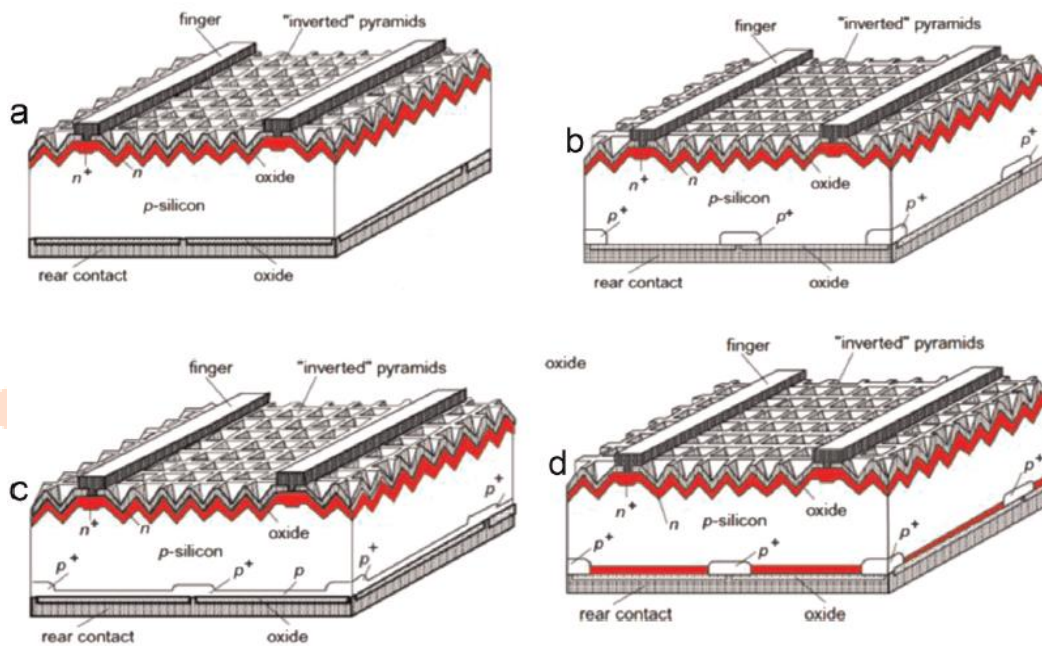 finger "inverted" pyramids
a
n+ n oxide
p-silicon
rear contact oxide
finger "inverted" pyramids
b
p+
n+ n oxide
p-silicon
p+ p+ p+
rear contact oxide
finger "inverted" pyramids
c
n+ n oxide
p-silicon
p+ p+ p p+ p+
rear contact oxide
oxide
finger "inverted" pyramids
d
p+
n+ n p-silicon oxide
p+ p+ p+
rear contact oxide